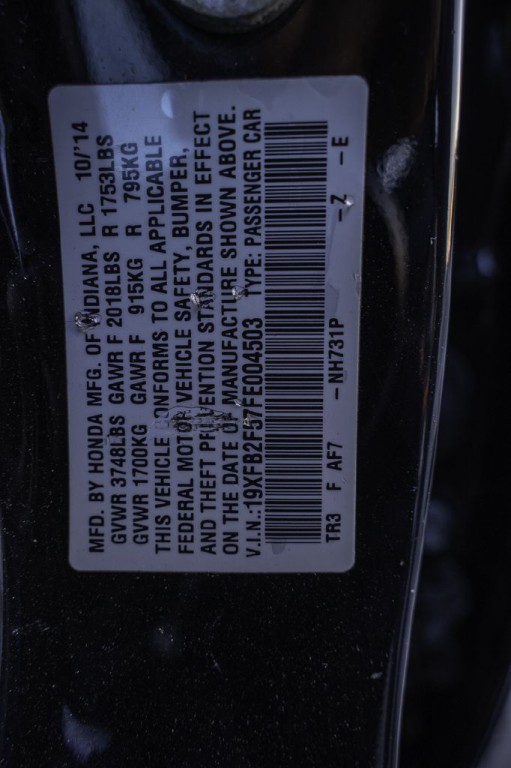 MFD. BY HONDA MFG. OF INDIANA, LLC 10/'14
GVWR 3748LBS GAWR F 2018LBS R 1753LBS
GVWR 1700KG GAWR F 915KG R 795KG
THIS VEHICLE CONFORMS TO ALL APPLICABLE
FEDERAL MOTOR VEHICLE SAFETY, BUMPER,
AND THEFT PREVENTION STANDARDS IN EFFECT
ON THE DATE OF MANUFACTURE SHOWN ABOVE.
V.I.N.:19XFB2F57FE004503 TYPE: PASSENGER CAR
TR3 F AF7 -NH731P -Z -E